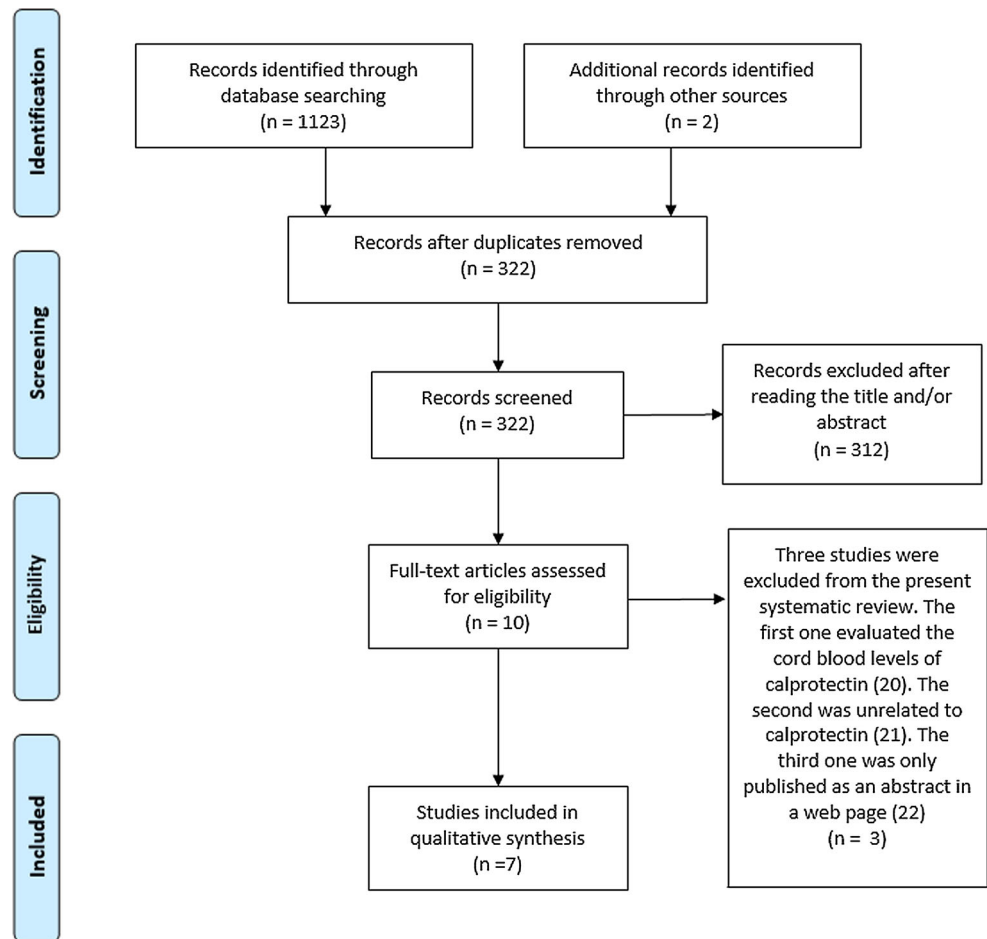 Identification
Records identified through
database searching
(n = 1123)
Additional records identified
through other sources
(n = 2)
Records after duplicates removed
(n = 322)
Screening
Records screened
(n = 322)
Records excluded after
reading the title and/or
abstract
(n = 312)
Eligibility
Full-text articles assessed
for eligibility
(n = 10)
Three studies were
excluded from the present
systematic review. The
first one evaluated the
cord blood levels of
calprotectin (20). The
second was unrelated to
calprotectin (21). The
third one was only
published as an abstract in
a web page (22)
(n = 3)
Included
Studies included in
qualitative synthesis
(n =7)